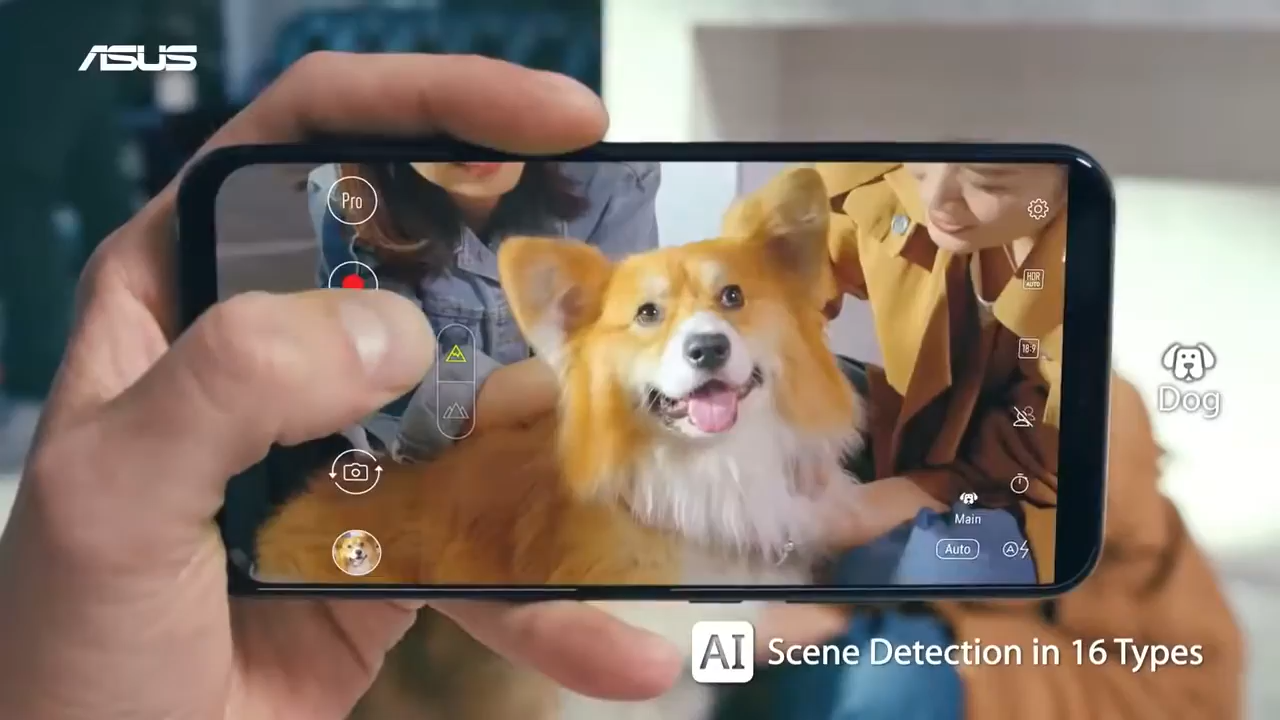 ASUS
Pro
HDR
AUTO
18:9
Dog
Main
Auto
A
AI Scene Detection in 16 Types